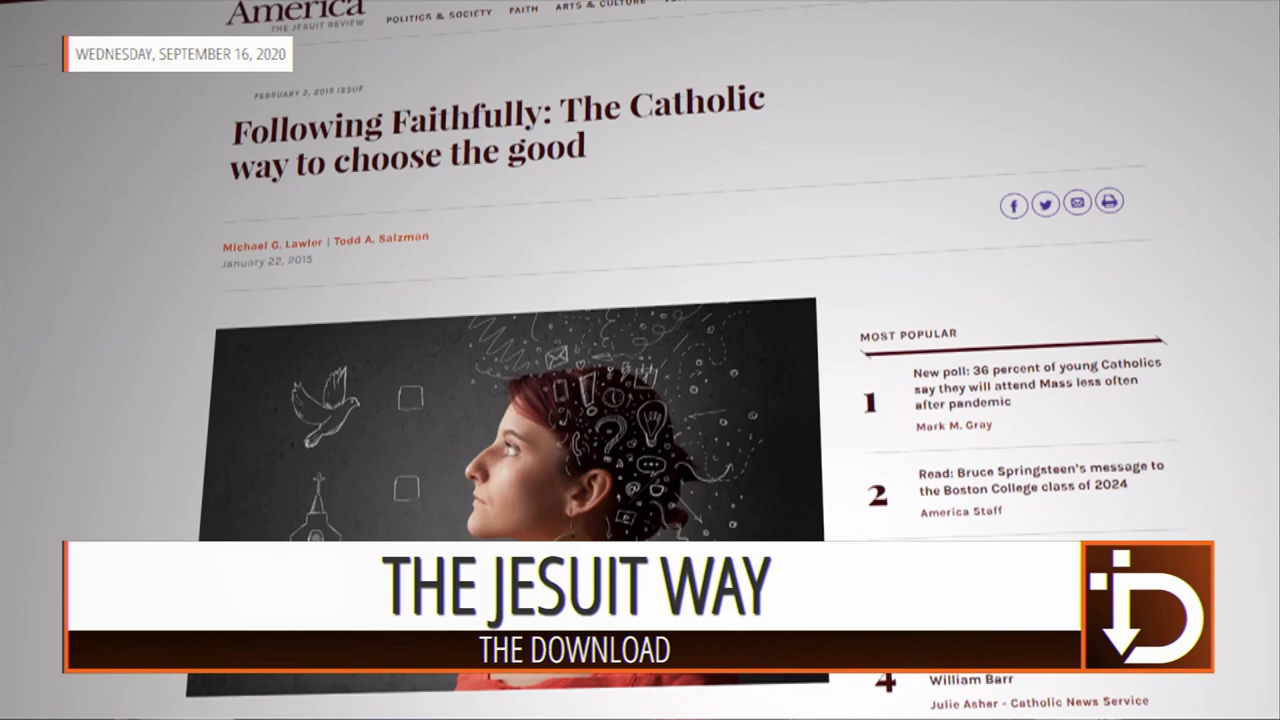 America
THE JESUIT REVIEW
POLITICS & SOCIETY FAITH ARTS & CULTURE
WEDNESDAY, SEPTEMBER 16, 2020
FEBRUARY 2, 2015 ISSUE
Following Faithfully: The Catholic
way to choose the good
Michael G. Lawler | Todd A. Salzman
January 22, 2015
MOST POPULAR
1
New poll: 36 percent of young Catholics
say they will attend Mass less often
after pandemic
Mark M. Gray
2
Read: Bruce Springsteen's message to
the Boston College class of 2024
America Staff
THE JESUIT WAY
THE DOWNLOAD
D
4
William Barr
Julie Asher - Catholic News Service